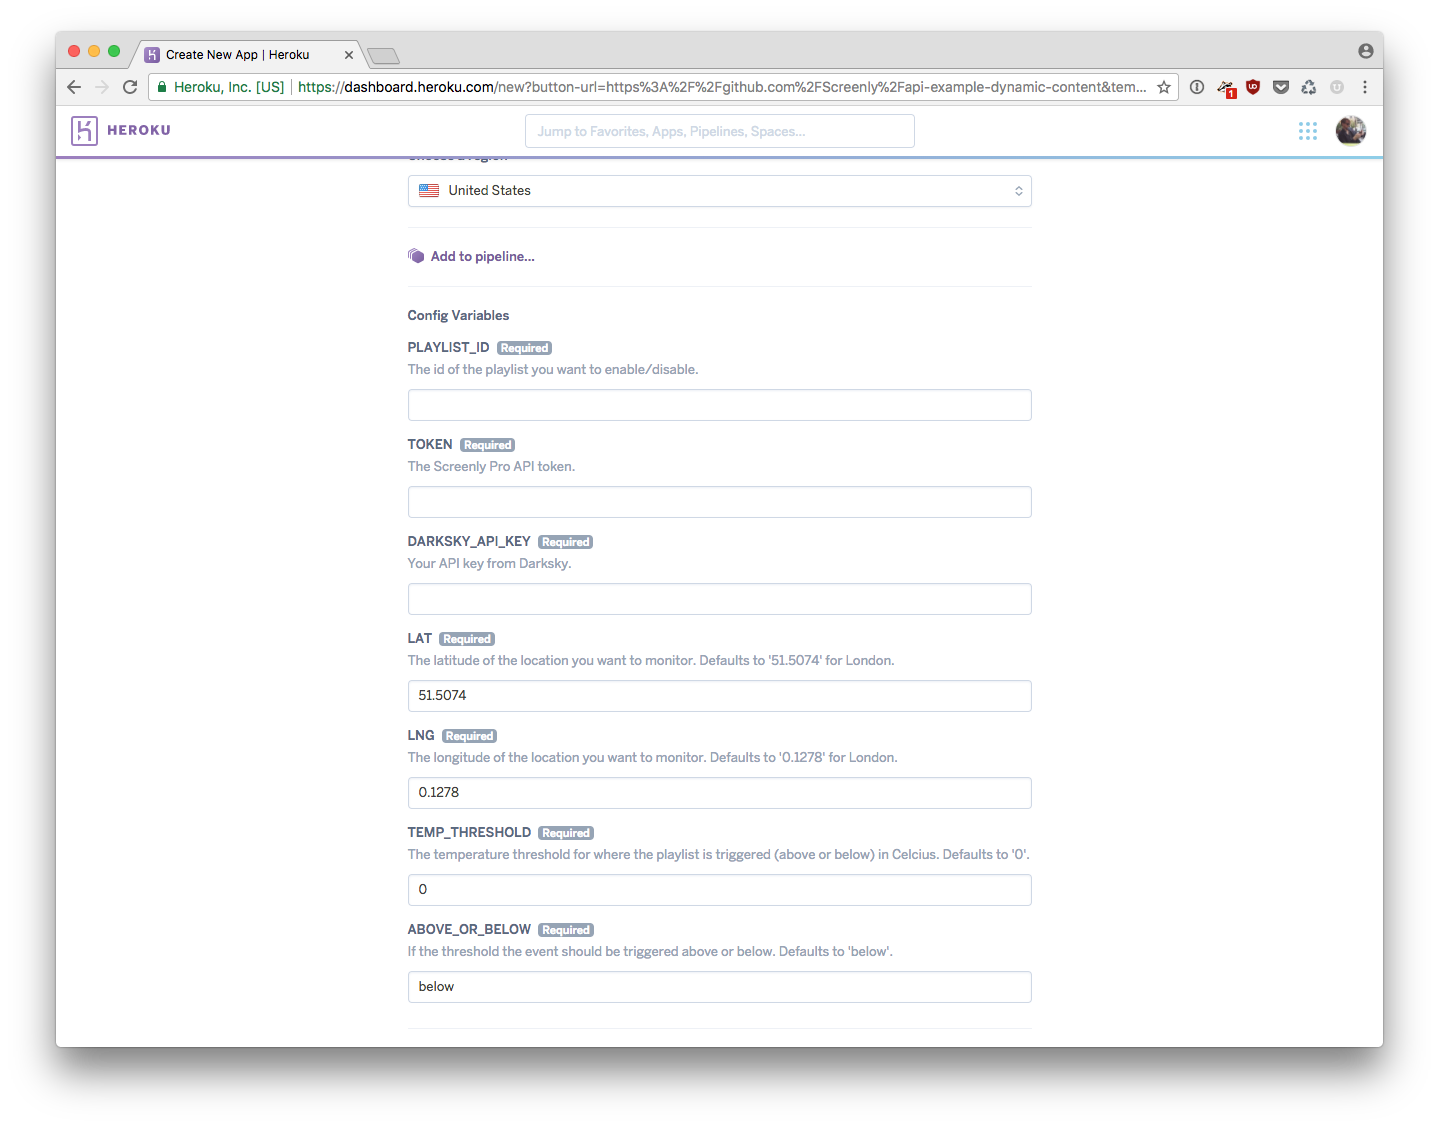 Create New App | Heroku
Heroku, Inc. [US] https://dashboard.heroku.com/new?button-url=https%3A%2F%2Fgithub.com%2FScreenly%2Fapi-example-dynamic-content&tem...
1
HEROKU
Jump to Favorites, Apps, Pipelines, Spaces...
Choose a region
United States
Add to pipeline...
Config Variables
PLAYLIST_ID Required
The id of the playlist you want to enable/disable.
TOKEN Required
The Screenly Pro API token.
DARKSKY_API_KEY Required
Your API key from Darksky.
LAT Required
The latitude of the location you want to monitor. Defaults to '51.5074' for London.
51.5074
LNG Required
The longitude of the location you want to monitor. Defaults to '0.1278' for London.
0.1278
TEMP_THRESHOLD Required
The temperature threshold for where the playlist is triggered (above or below) in Celcius. Defaults to '0'.
0
ABOVE_OR_BELOW Required
If the threshold the event should be triggered above or below. Defaults to 'below'.
below